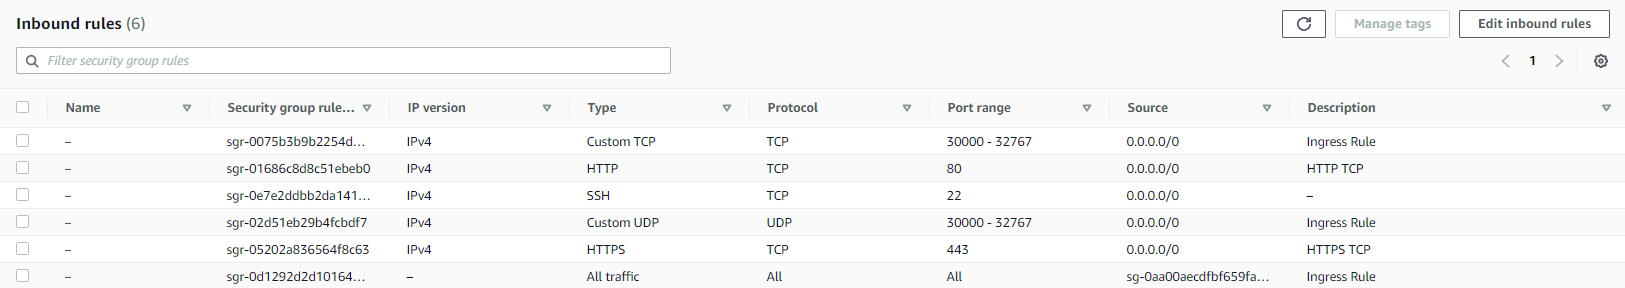 Inbound rules (6)
Manage tags
Edit inbound rules
Filter security group rules
1
Name Security group rule... IP version Type Protocol Port range Source Description
– sgr-0075b3b9b2254d... IPv4 Custom TCP TCP 30000 - 32767 0.0.0.0/0 Ingress Rule
– sgr-01686c8d8c51ebeb0 IPv4 HTTP TCP 80 0.0.0.0/0 HTTP TCP
– sgr-0e7e2ddbb2da141... IPv4 SSH TCP 22 0.0.0.0/0 –
– sgr-02d51eb29b4fcbdf7 IPv4 Custom UDP UDP 30000 - 32767 0.0.0.0/0 Ingress Rule
– sgr-05202a836564f8c63 IPv4 HTTPS TCP 443 0.0.0.0/0 HTTPS TCP
– sgr-0d1292d2d10164... – All traffic All All sg-0aa00aecdfbf659fa... Ingress Rule